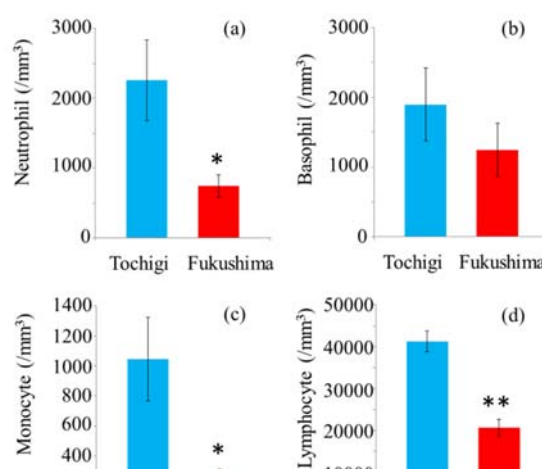 3000
(a)
2000
1000
0
Neutrophil (/mm³)
*
Tochigi Fukushima
3000
(b)
2000
1000
0
Basophil (/mm³)
Tochigi Fukushima
1400
(c)
1200
1000
800
600
400
Monocyte (/mm³)
*
50000
(d)
40000
30000
20000
Lymphocyte (/mm³)
**